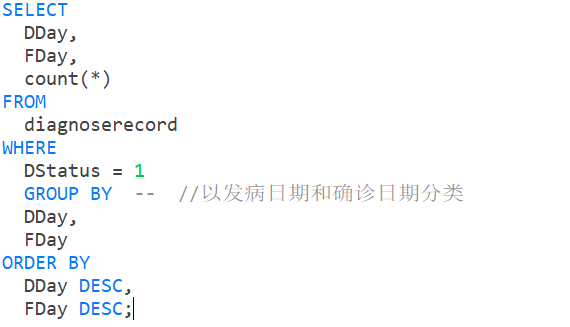 SELECT
DDay,
FDay,
count(*)
FROM
diagnoserecord
WHERE
DStatus = 1
GROUP BY -- //以发病日期和确诊日期分类
DDay,
FDay
ORDER BY
DDay DESC,
FDay DESC;